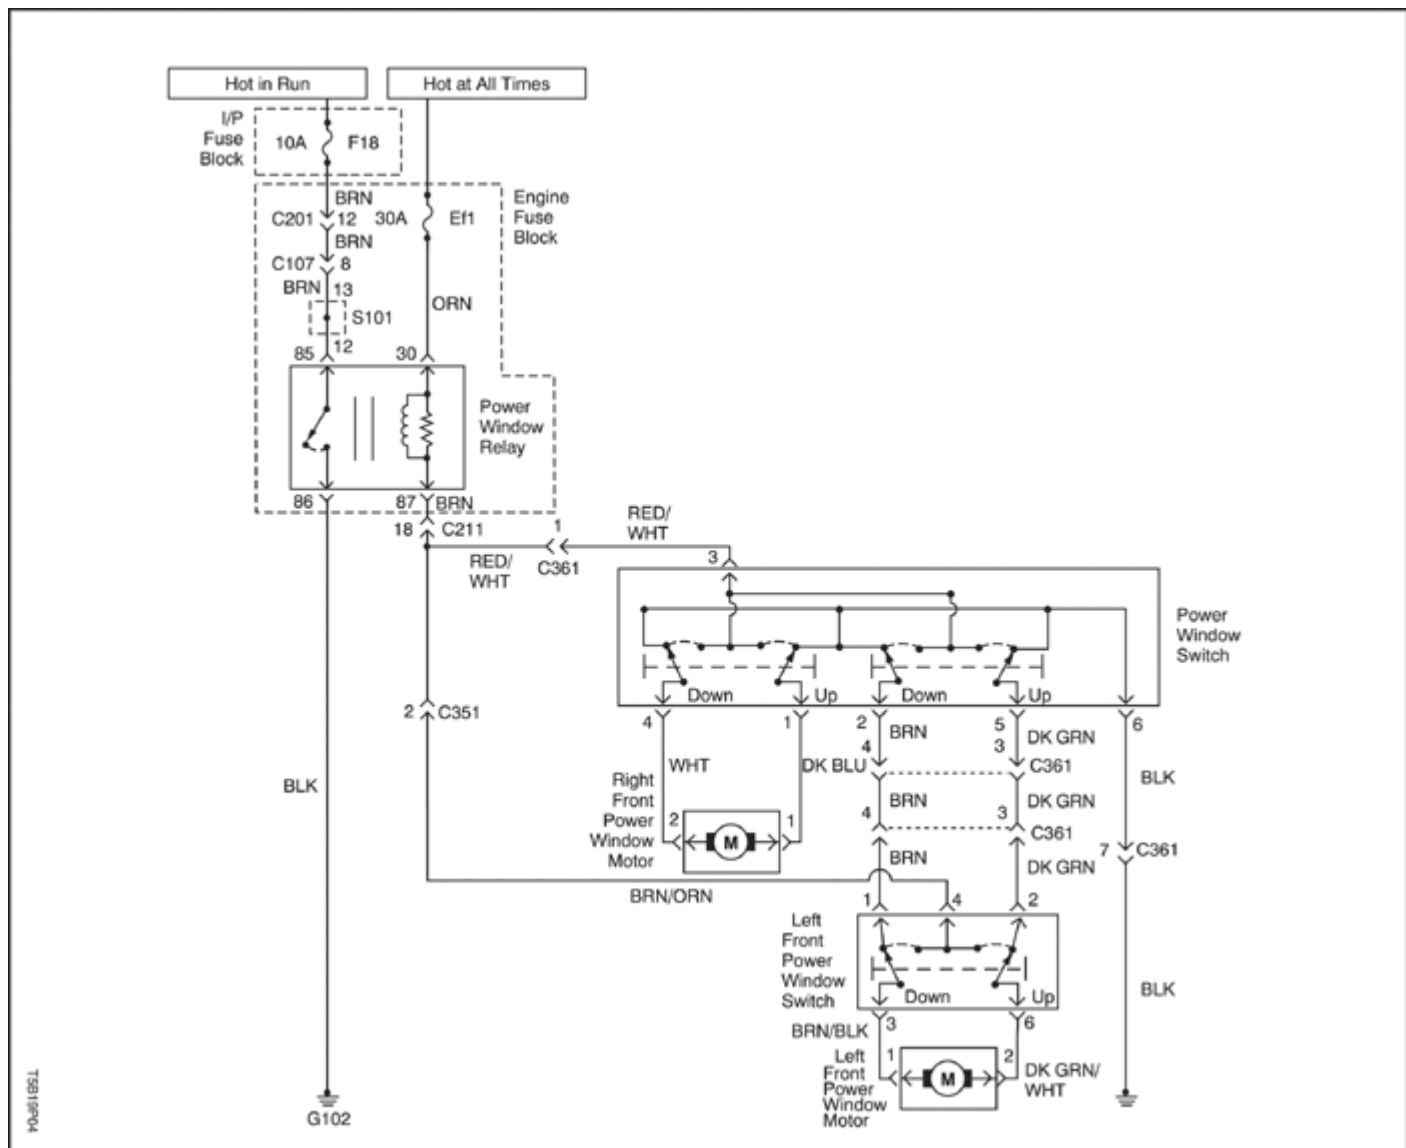 Hot in Run
Hot at All Times
I/P
Fuse
Block
10A
F18
BRN
C201
12
30A
Ef1
Engine
Fuse
Block
BRN
C107
8
BRN
13
ORN
S101
12
85
30
Power
Window
Relay
86
87
BRN
18
C211
RED/
WHT
1
C361
RED/
WHT
3
Power
Window
Switch
Down
Up
Down
Up
2
C351
4
1
2
5
6
BRN
DK GRN
4
3
WHT
DK BLU
C361
BLK
BLK
Right
Front
Power
Window
Motor
2
M
1
BRN
DK GRN
4
3
C361
7
C361
BRN
DK GRN
BRN/ORN
1
4
2
Left
Front
Power
Window
Switch
Down
Up
BLK
3
6
BRN/BLK
1
M
2
Left
Front
Power
Window
Motor
DK GRN/
WHT
G102
T5B19P04